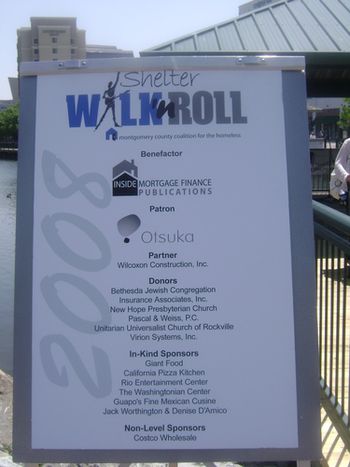 Shelter
WALK n ROLL
montgomery county coalition for the homeless
2008
Benefactor
INSIDE MORTGAGE FINANCE
PUBLICATIONS
Patron
Otsuka
Partner
Wilcoxon Construction, Inc.
Donors
Bethesda Jewish Congregation
Insurance Associates, Inc.
New Hope Presbyterian Church
Pascal & Weiss, P.C.
Unitarian Universalist Church of Rockville
Virion Systems, Inc.
In-Kind Sponsors
Giant Food
California Pizza Kitchen
Rio Entertainment Center
The Washingtonian Center
Guapo's Fine Mexican Cusine
Jack Worthington & Denise D'Amico
Non-Level Sponsors
Costco Wholesale